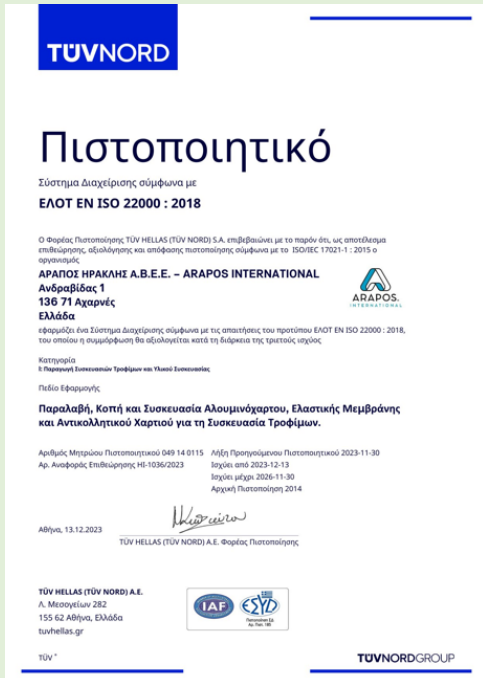 TÜVNORD
Πιστοποιητικό
Σύστημα Διαχείρισης σύμφωνα με
ΕΛΟΤ EN ISO 22000 : 2018
Ο Φορέας Πιστοποίησης TÜV HELLAS (TÜV NORD) S.A. επιβεβαιώνει με το παρόν ότι, ως αποτέλεσμα
επιθεώρησης, αξιολόγησης και απόφασης πιστοποίησης σύμφωνα με το ISO/IEC 17021-1 : 2015 ο
οργανισμός
ΑΡΑΠΟΣ ΗΡΑΚΛΗΣ Α.Β.Ε.Ε. – ARAPOS INTERNATIONAL
Ανδραβίδας 1
136 71 Αχαρνές
Ελλάδα
ARAPOS.
INTERNATIONAL
εφαρμόζει ένα Σύστημα Διαχείρισης σύμφωνα με τις απαιτήσεις του προτύπου ΕΛΟΤ EN ISO 22000 : 2018,
του οποίου η συμμόρφωση θα αξιολογείται κατά τη διάρκεια της τριετούς ισχύος
Κατηγορία
I: Παραγωγή Συσκευασιών Τροφίμων και Υλικού Συσκευασίας
Πεδίο Εφαρμογής
Παραλαβή, Κοπή και Συσκευασία Αλουμινόχαρτου, Ελαστικής Μεμβράνης
και Αντικολλητικού Χαρτιού για τη Συσκευασία Τροφίμων.
Αριθμός Μητρώου Πιστοποιητικού 049 14 0115 Λήξη Προηγούμενου Πιστοποιητικού 2023-11-30
Αρ. Αναφοράς Επιθεώρησης HI-1036/2023 Ισχύει από 2023-12-13
Ισχύει μέχρι 2026-11-30
Αρχική Πιστοποίηση 2014
Αθήνα, 13.12.2023
TÜV HELLAS (TÜV NORD) Α.Ε. Φορέας Πιστοποίησης
TÜV HELLAS (TÜV NORD) Α.Ε.
Λ. Μεσογείων 282
155 62 Αθήνα, Ελλάδα
tuvhellas.gr
IAF
ΕΣΥΔ
Πιστοποίηση ΣΔ
Αρ. Πιστ. 185
TÜV ®
TÜVNORDGROUP